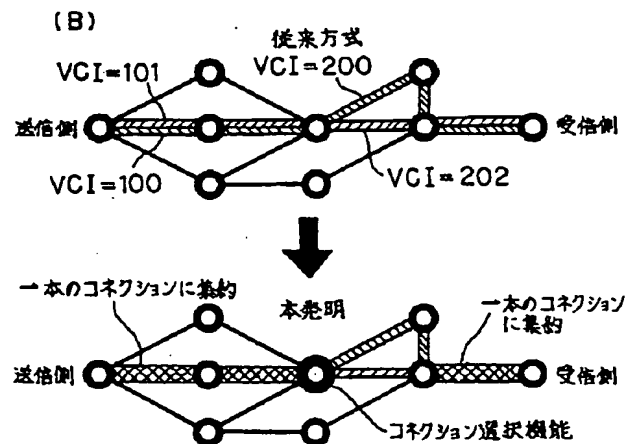 (B)
従来方式
VCI=101
VCI=200
送信側
受信側
VCI=100
VCI=202
一本のコネクションに集約
本発明
一本のコネクション
に集約
送信側
受信側
コネクション選択機能